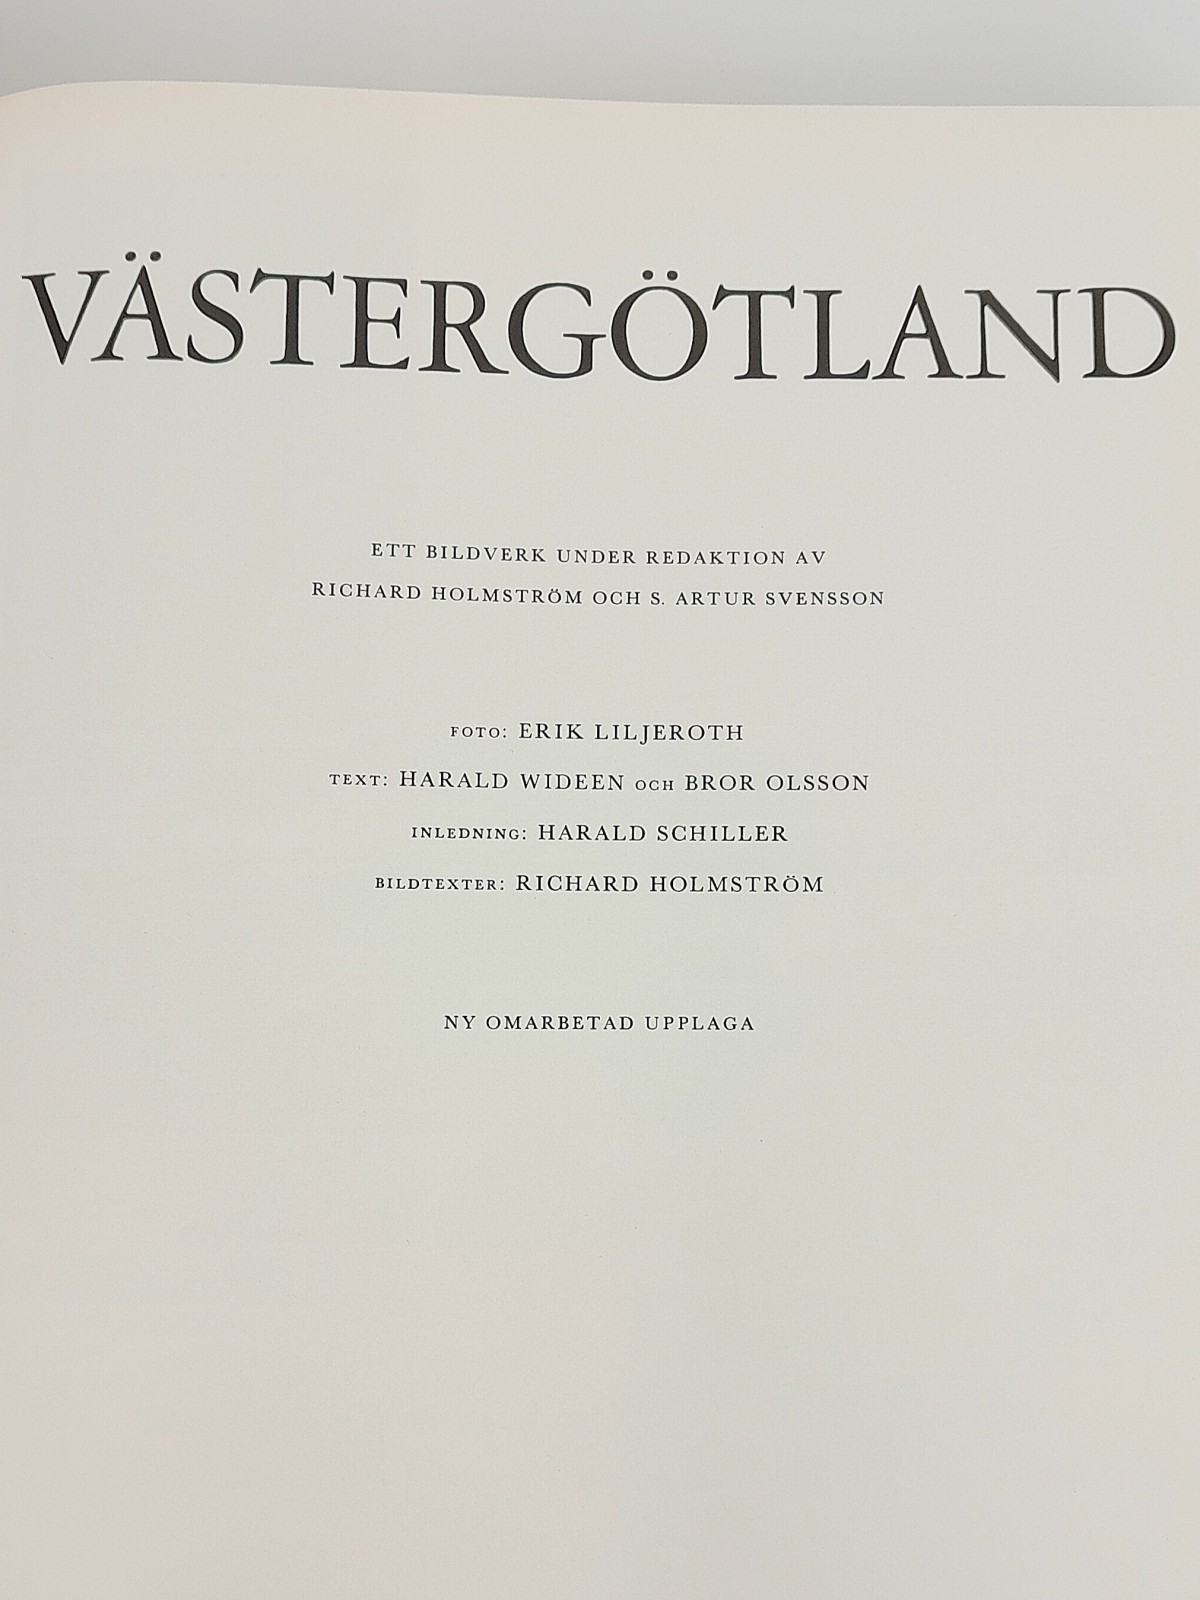 VÄSTERGÖTLAND
ETT BILDVERK UNDER REDAKTION AV
RICHARD HOLMSTRÖM OCH S. ARTUR SVENSSON
FOTO: ERIK LILJEROTH
TEXT: HARALD WIDEEN OCH BROR OLSSON
INLEDNING: HARALD SCHILLER
BILDTEXTER: RICHARD HOLMSTRÖM
NY OMARBETAD UPPLAGA